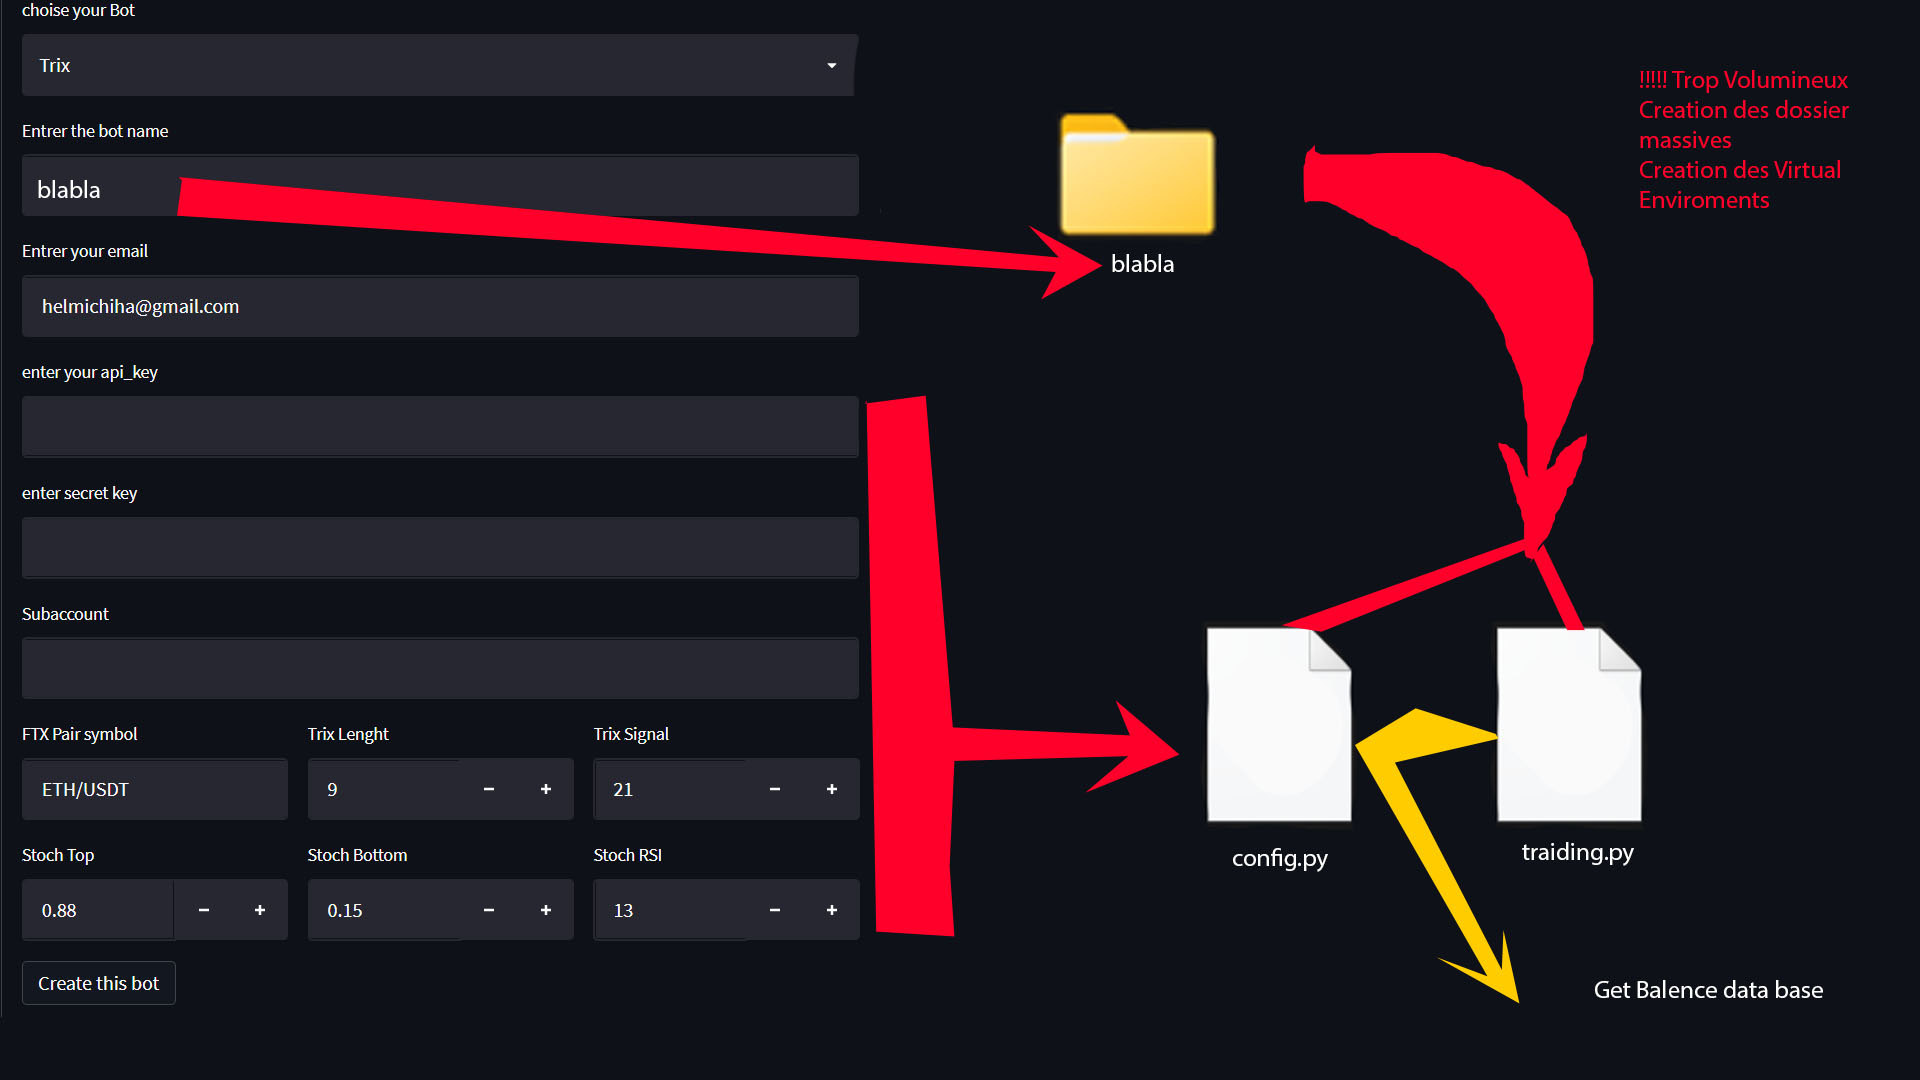 choise your Bot
Trix
Entrer the bot name
blabla
Entrer your email
helmichiha@gmail.com
enter your api_key
enter secret key
Subaccount
FTX Pair symbol
Trix Lenght
Trix Signal
ETH/USDT
9
21
Stoch Top
Stoch Bottom
Stoch RSI
0.88
0.15
13
Create this bot
blabla
!!!!! Trop Volumineux
Creation des dossier
massives
Creation des Virtual
Enviroments
config.py
traiding.py
Get Balence data base